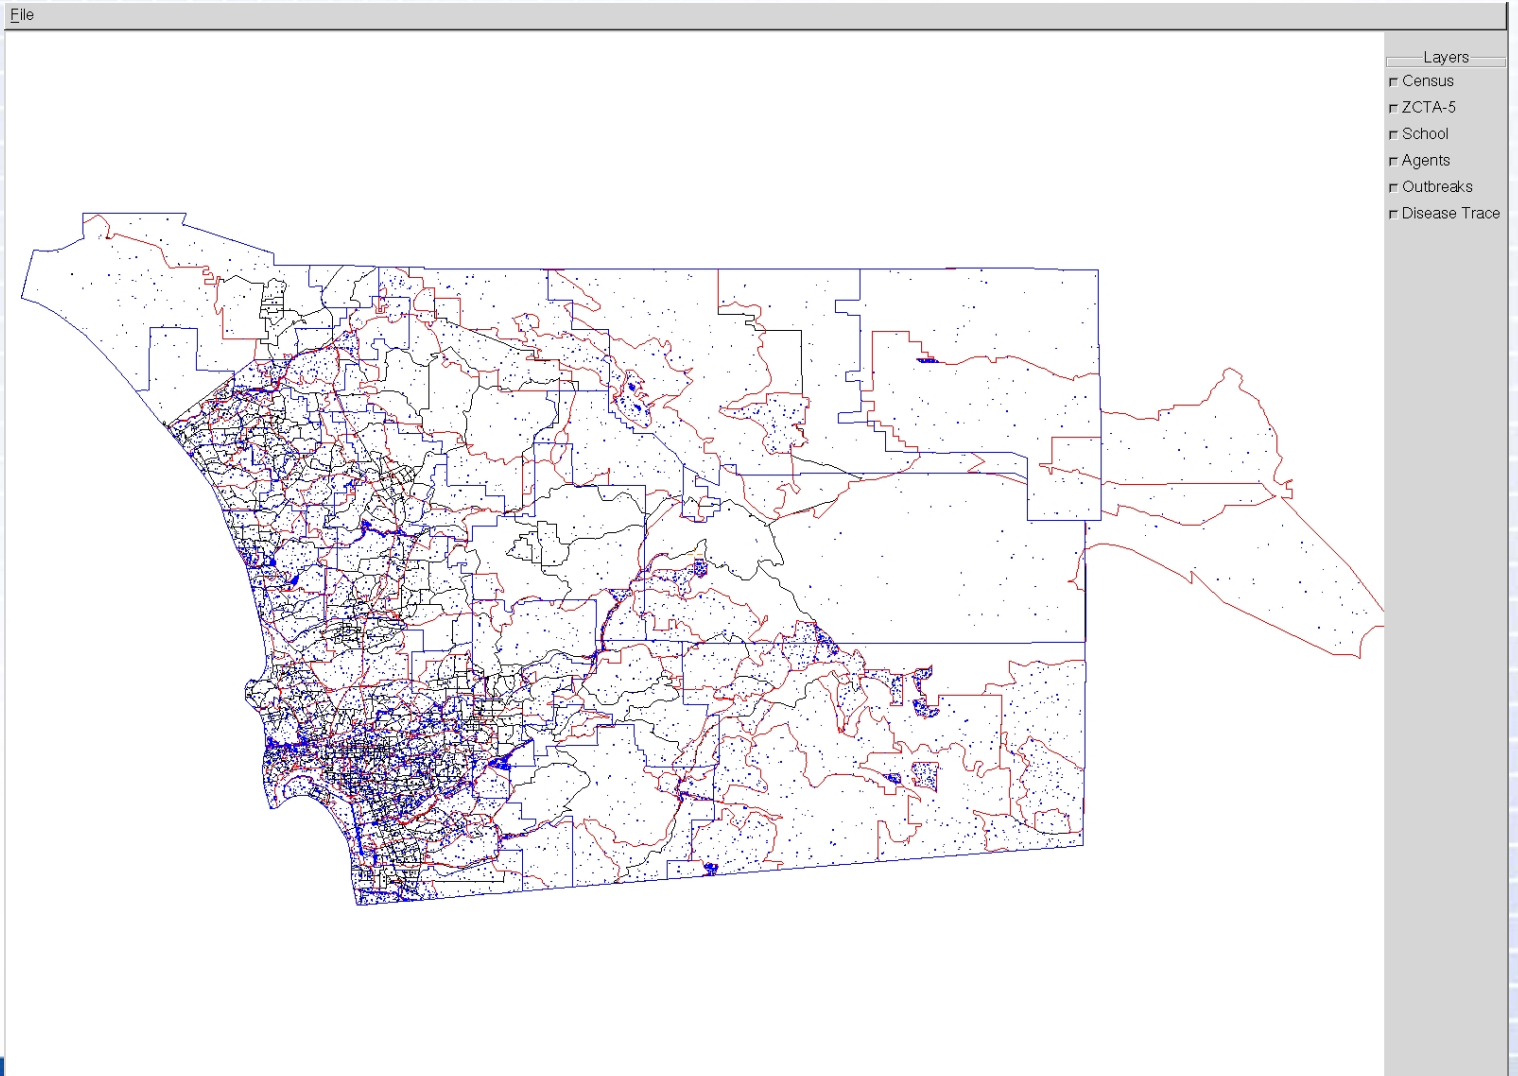 File
Layers
Census
ZCTA-5
School
Agents
Outbreaks
Disease Trace